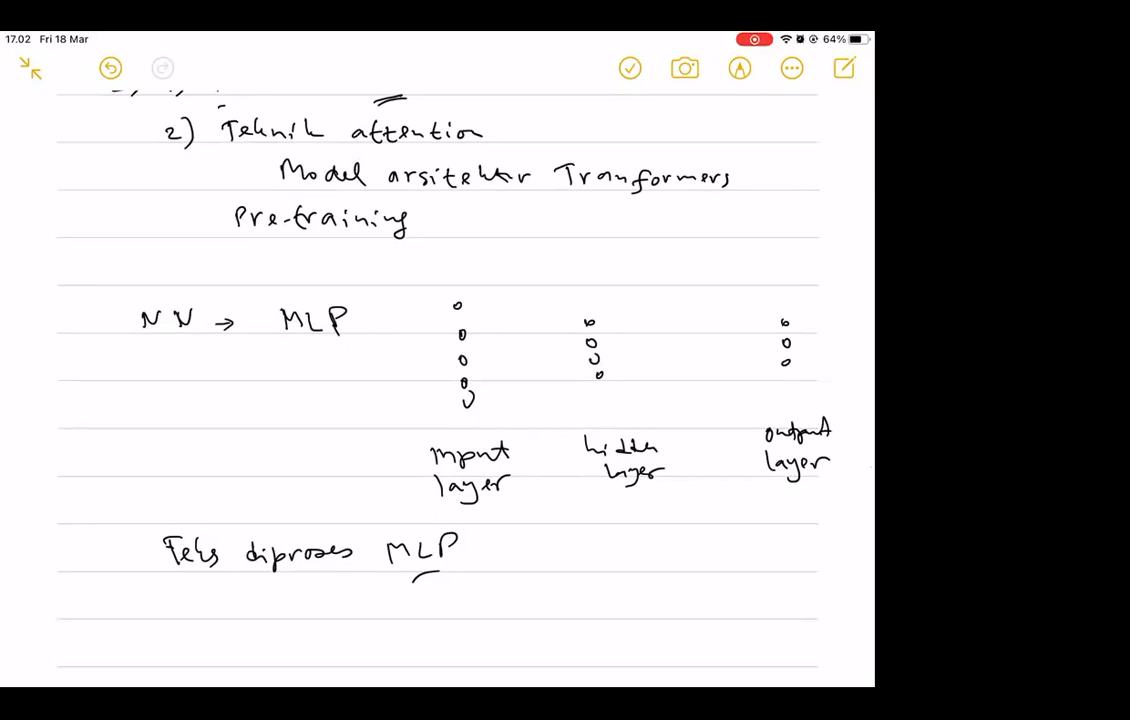 17.02 Fri 18 Mar
64%
2) Teknik attention
Model arsitektur Transformers
Pre-training
NN → MLP
input hidden output
layer layer layer
Teks diproses MLP